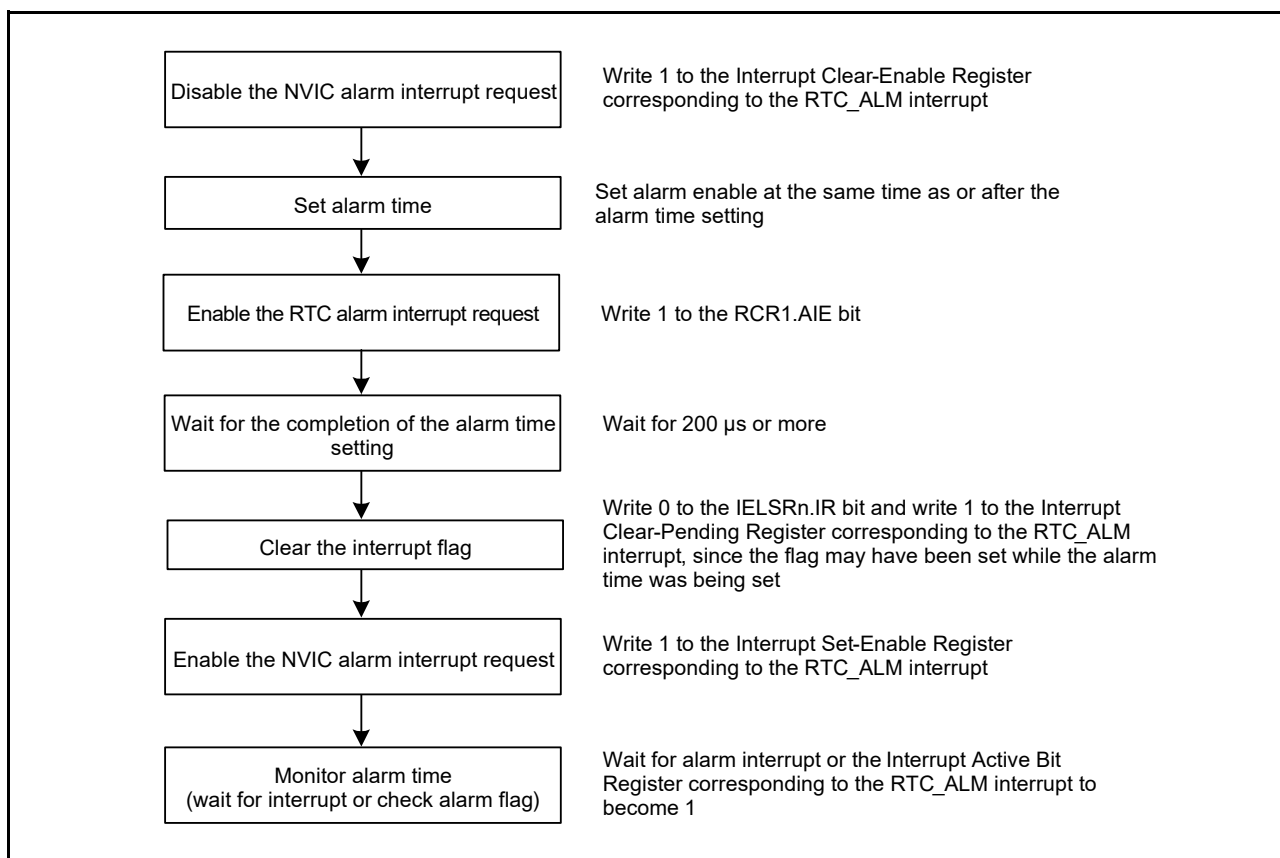 Disable the NVIC alarm interrupt request
Write 1 to the Interrupt Clear-Enable Register
corresponding to the RTC_ALM interrupt
Set alarm time
Set alarm enable at the same time as or after the
alarm time setting
Enable the RTC alarm interrupt request
Write 1 to the RCR1.AIE bit
Wait for the completion of the alarm time
setting
Wait for 200 µs or more
Clear the interrupt flag
Write 0 to the IELSRn.IR bit and write 1 to the Interrupt
Clear-Pending Register corresponding to the RTC_ALM
interrupt, since the flag may have been set while the alarm
time was being set
Enable the NVIC alarm interrupt request
Write 1 to the Interrupt Set-Enable Register
corresponding to the RTC_ALM interrupt
Monitor alarm time
(wait for interrupt or check alarm flag)
Wait for alarm interrupt or the Interrupt Active Bit
Register corresponding to the RTC_ALM interrupt to
become 1